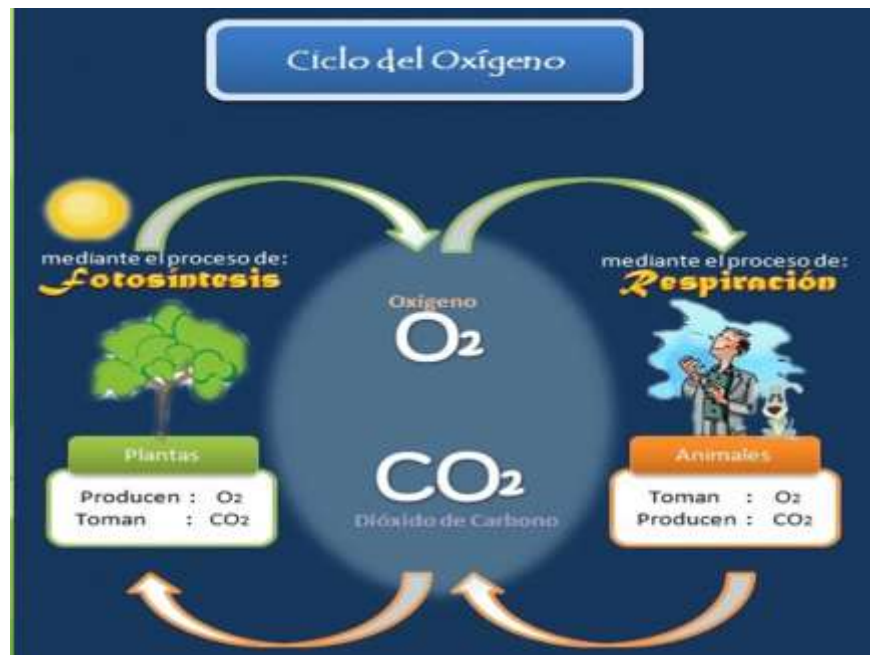 Ciclo del Oxígeno
mediante el proceso de:
Fotosíntesis
mediante el proceso de:
Respiración
Oxígeno
O₂
CO₂
Dióxido de Carbono
Plantas
Producen : O₂
Toman : CO₂
Animales
Toman : O₂
Producen : CO₂